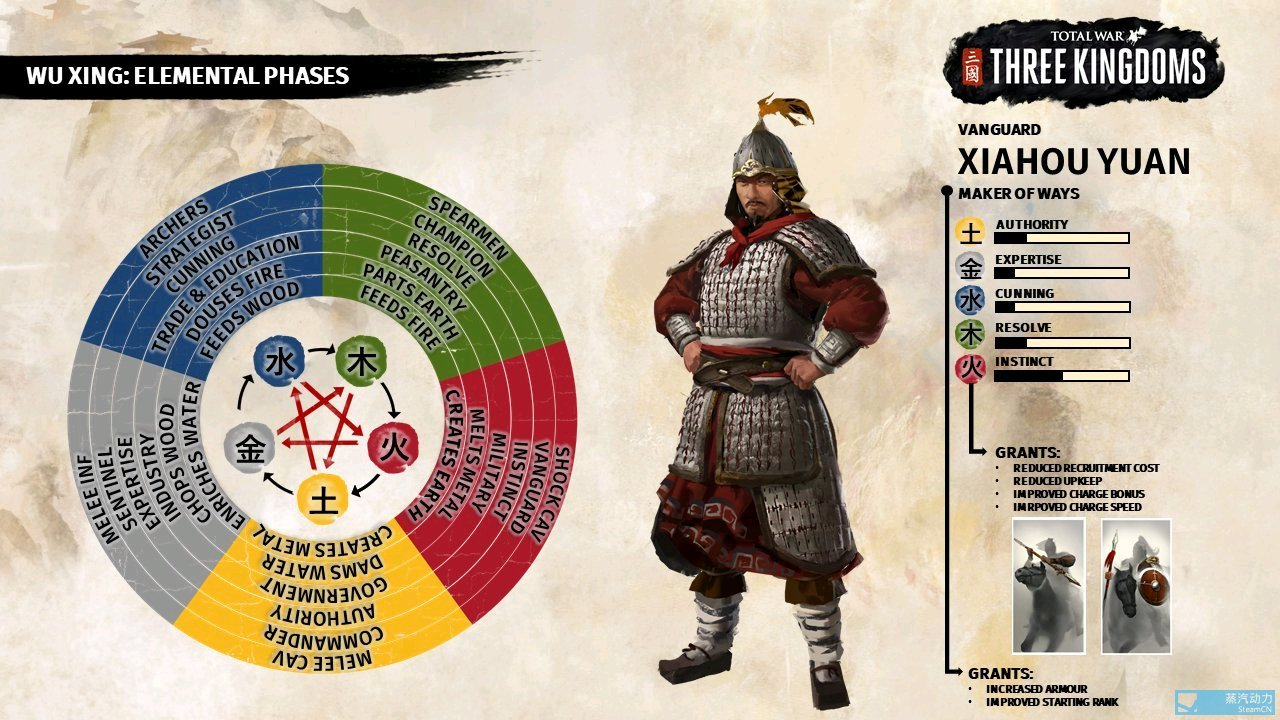 WU XING: ELEMENTAL PHASES
TOTAL WAR
三國
THREE KINGDOMS
VANGUARD
XIAHOU YUAN
MAKER OF WAYS
土 AUTHORITY
金 EXPERTISE
水 CUNNING
木 RESOLVE
火 INSTINCT
GRANTS:
• REDUCED RECRUITMENT COST
• REDUCED UPKEEP
• IMPROVED CHARGE BONUS
• IMRPOVED CHARGE SPEED
GRANTS:
• INCREASED ARMOUR
• IMPROVED STARTING RANK
ARCHERS
STRATEGIST
CUNNING
TRADE & EDUCATION
DOUSES FIRE
FEEDS WOOD
SPEARMEN
CHAMPION
RESOLVE
PEASANTRY
PARTS EARTH
FEEDS FIRE
SHOCK CAV
VANGUARD
INSTINCT
MILITARY
MELTS METAL
CREATES EARTH
CREATES METAL
DAMS WATER
GOVERNMENT
AUTHORITY
COMMANDER
MELEE CAV
MELEE INF
SENTINEL
EXPERTISE
INDUSTRY
CHOPS WOOD
ENRICHES WATER
水
木
火
土
金
蒸汽动力
SteamCN